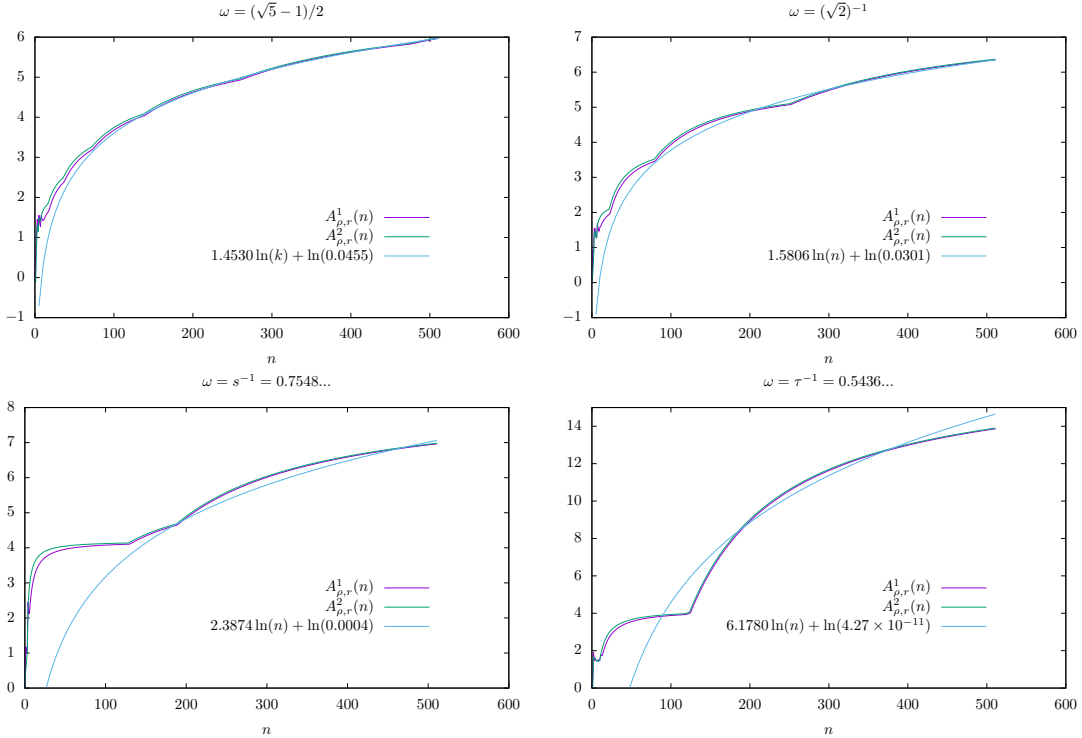 ω = (√5 − 1)/2
6
5
4
3
2
1
0
−1
0 100 200 300 400 500 600
n
A¹ρ,r(n)
A²ρ,r(n)
1.4530 ln(k) + ln(0.0455)
ω = (√2)⁻¹
7
6
5
4
3
2
1
0
−1
0 100 200 300 400 500 600
n
A¹ρ,r(n)
A²ρ,r(n)
1.5806 ln(n) + ln(0.0301)
ω = s⁻¹ = 0.7548...
8
7
6
5
4
3
2
1
0
0 100 200 300 400 500 600
n
A¹ρ,r(n)
A²ρ,r(n)
2.3874 ln(n) + ln(0.0004)
ω = τ⁻¹ = 0.5436...
14
12
10
8
6
4
2
0
0 100 200 300 400 500 600
n
A¹ρ,r(n)
A²ρ,r(n)
6.1780 ln(n) + ln(4.27 × 10⁻¹¹)